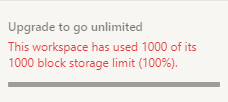 Upgrade to go unlimited
This workspace has used 1000 of its
1000 block storage limit (100%).